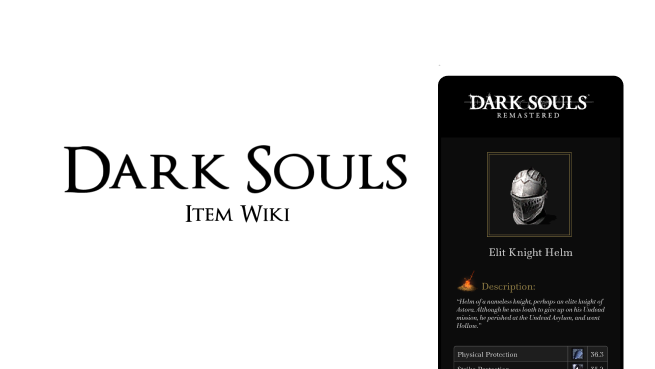 DARK SOULS
ITEM WIKI
DARK SOULS
REMASTERED
Elit Knight Helm
Description:
"Helm of a nameless knight, perhaps an elite knight of
Astora. Although he was loath to give up on his Undead
mission, he perished at the Undead Asylum, and went
Hollow."
Physical Protection 36.3